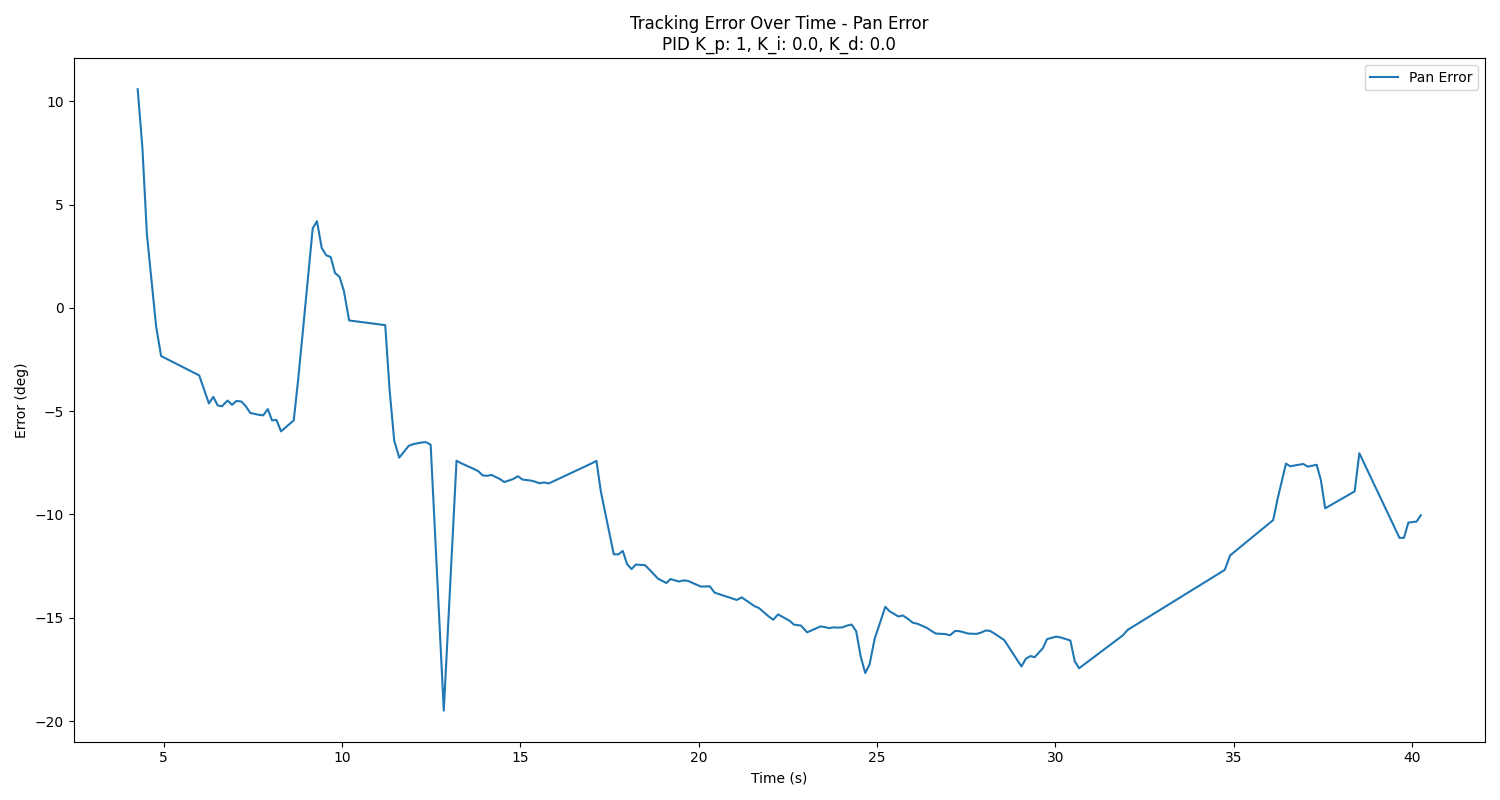 Tracking Error Over Time - Pan Error
PID K_p: 1, K_i: 0.0, K_d: 0.0
Pan Error
10
5
0
−5
−10
−15
−20
Error (deg)
5 10 15 20 25 30 35 40
Time (s)